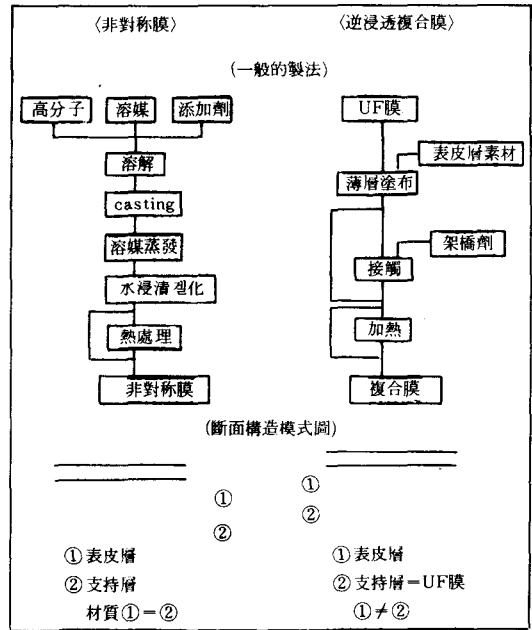 〈非對称膜〉
〈逆浸透複合膜〉
(一般的製法)
高分子
溶媒
添加劑
溶解
casting
溶媒蒸發
水浸漬겔化
熱處理
非對称膜
UF膜
表皮層素材
薄層塗布
架橋劑
接觸
加熱
複合膜
(斷面構造模式圖)
①
②
①表皮層
②支持層
材質①=②
①
②
①表皮層
②支持層=UF膜
①≠②